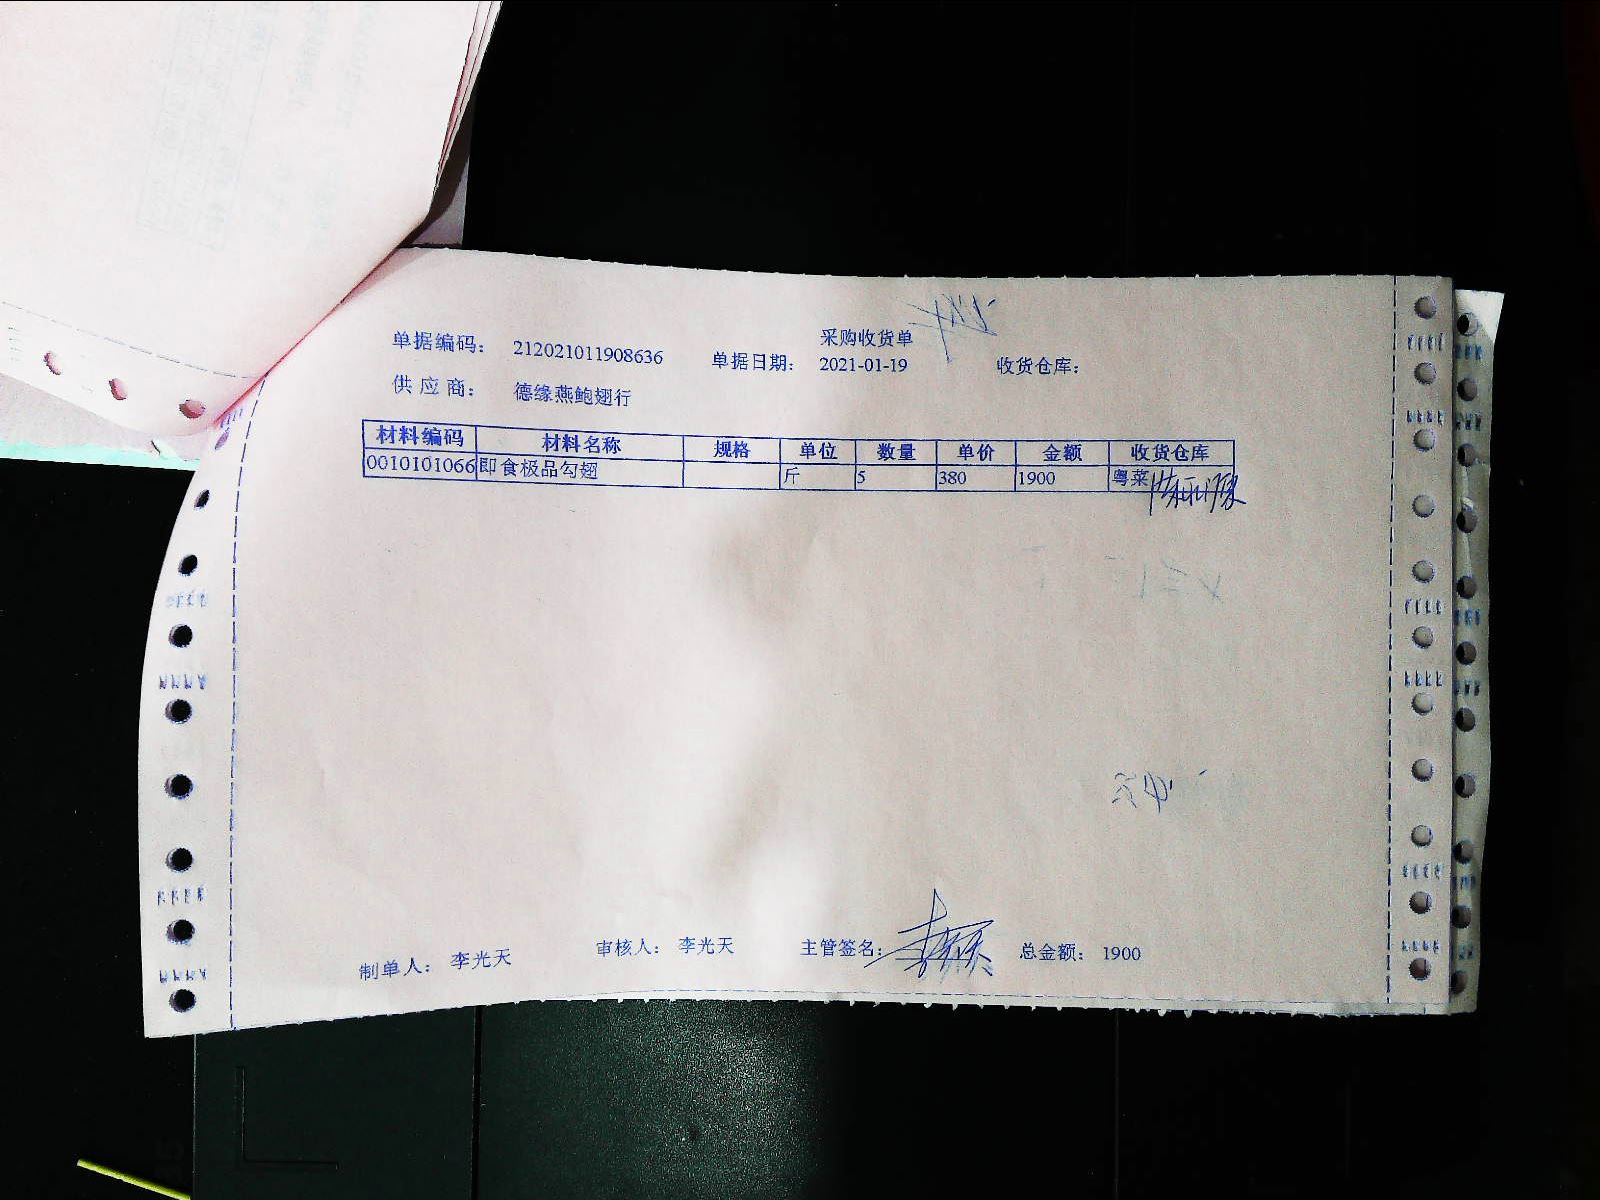 采购收货单
单据编码： 212021011908636 单据日期： 2021-01-19 收货仓库：
供 应 商： 德缘燕鲍翅行
材料编码 材料名称 规格 单位 数量 单价 金额 收货仓库
0010101066 即食极品勾翅 斤 5 380 1900 粤菜
制单人： 李光天 审核人： 李光天 主管签名： 总金额： 1900